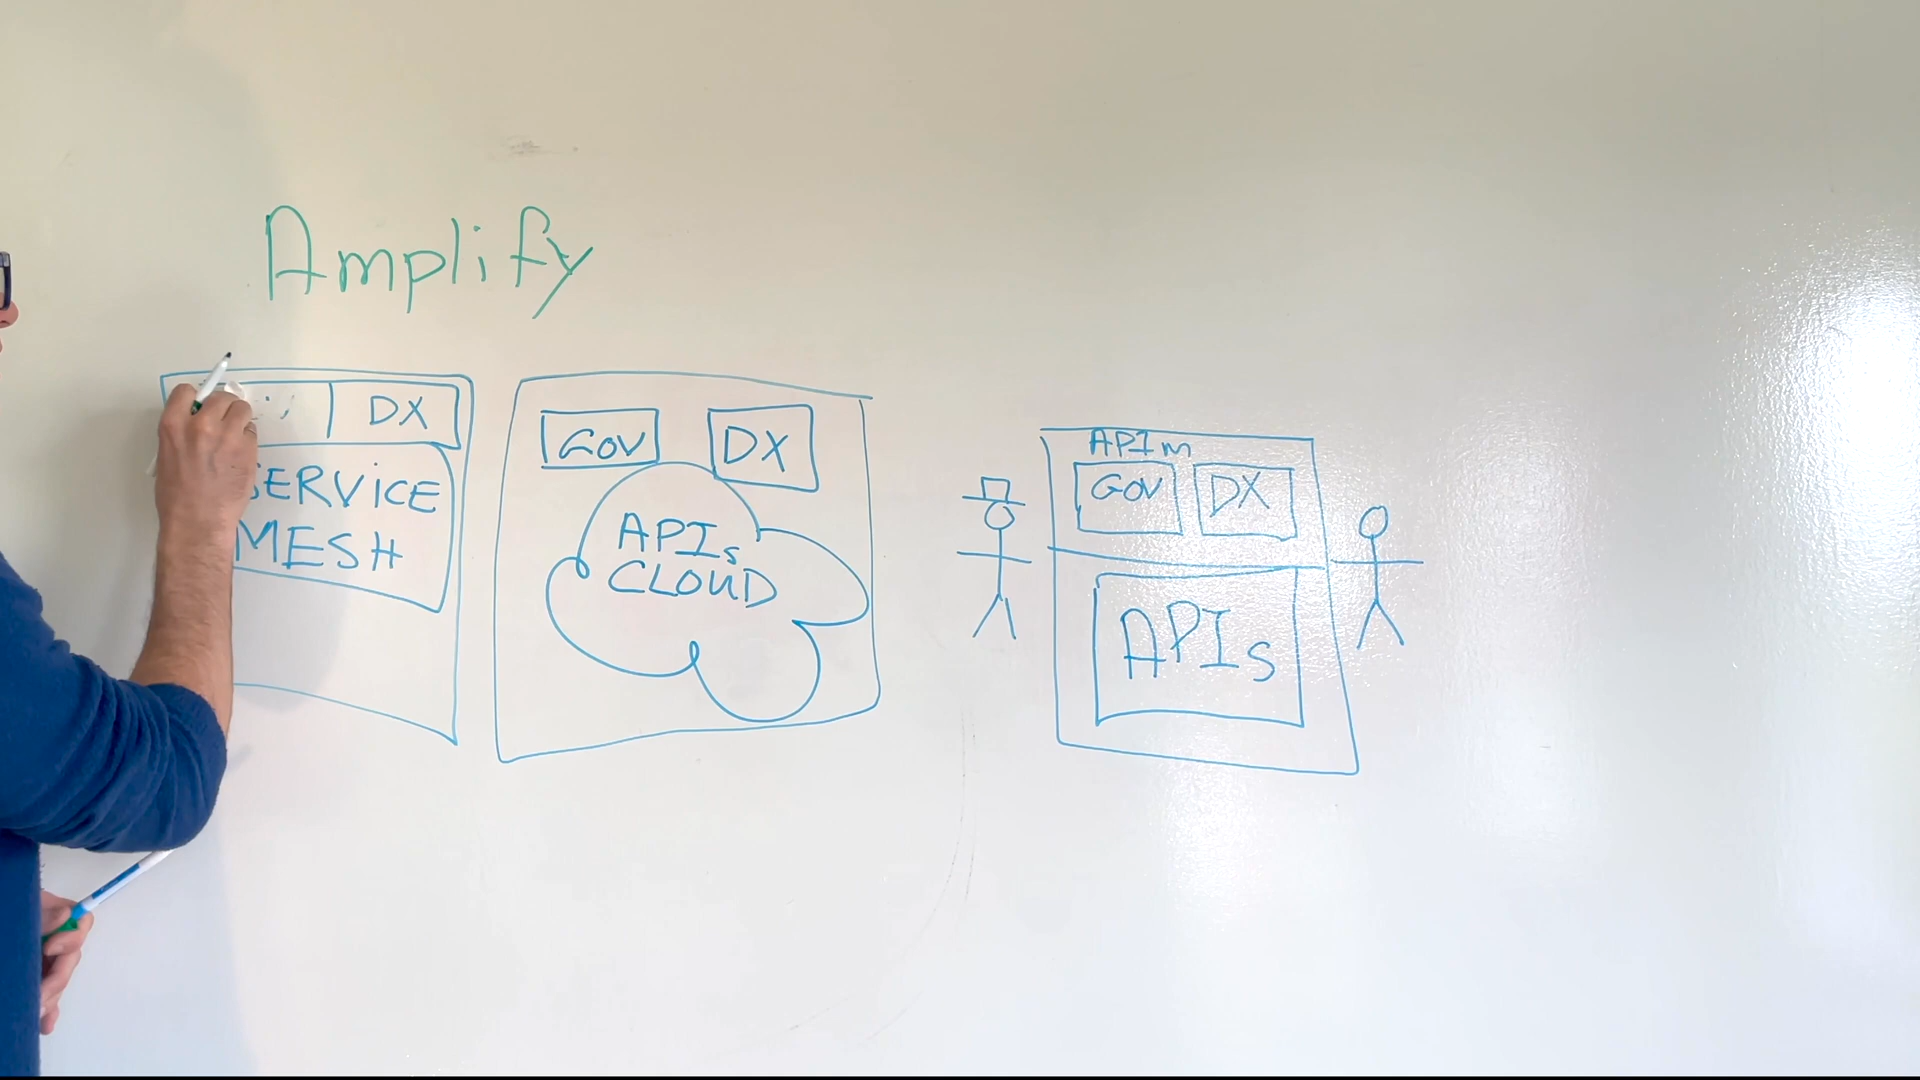 Amplify
DX
SERVICE
MESH
GOV
DX
APIs
CLOUD
APIm
GOV
DX
APIs